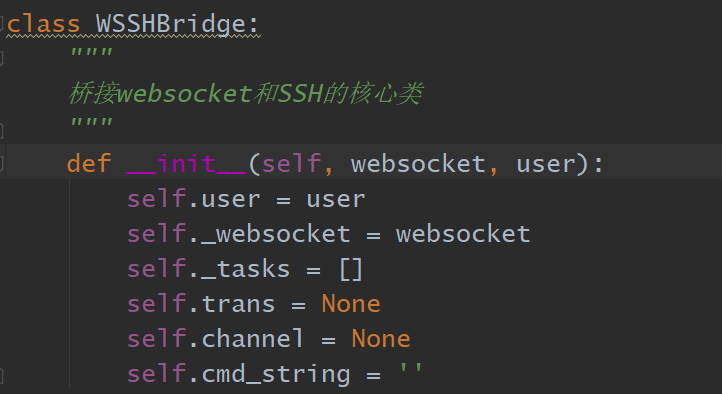 class WSSHBridge:
    """
    桥接websocket和SSH的核心类
    """
    def __init__(self, websocket, user):
        self.user = user
        self._websocket = websocket
        self._tasks = []
        self.trans = None
        self.channel = None
        self.cmd_string = ''